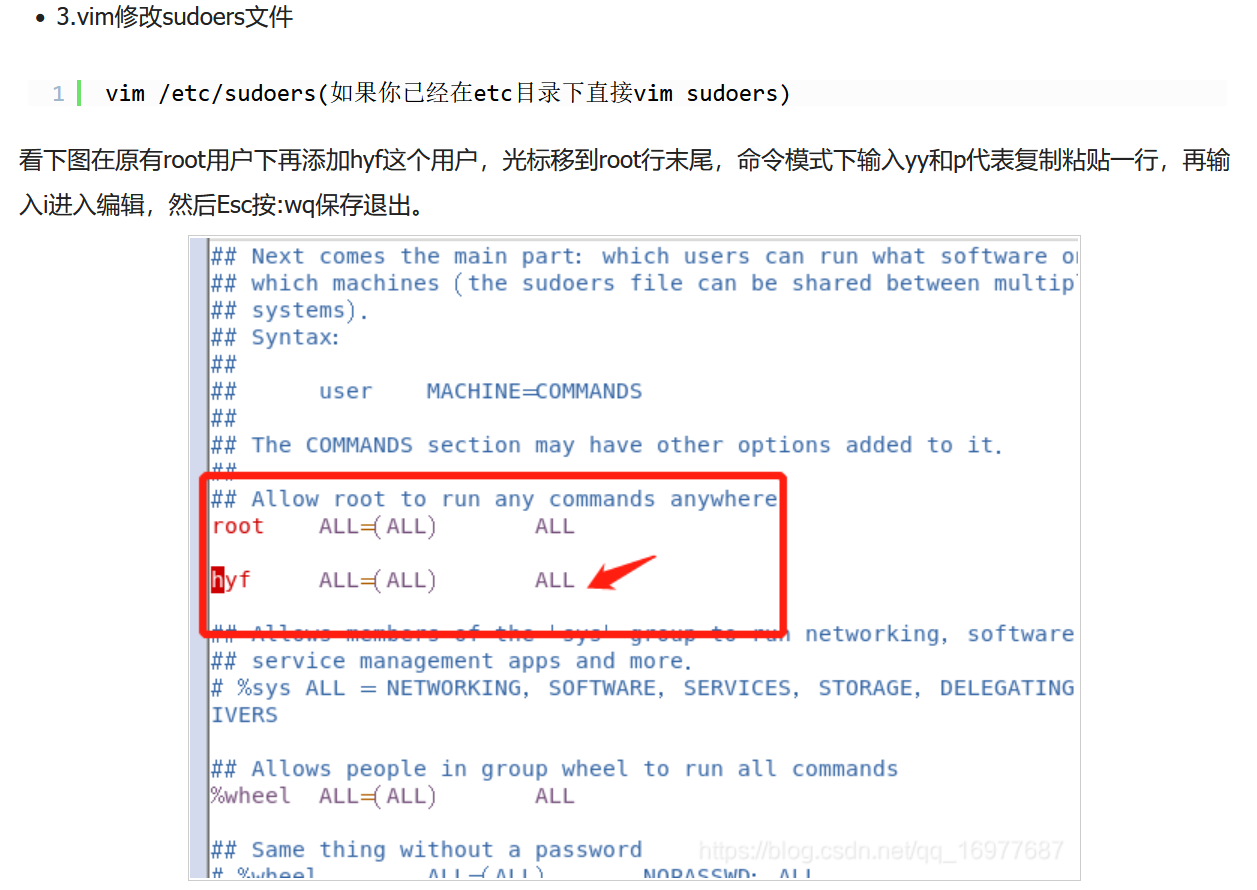 3.vim修改sudoers文件
1 vim /etc/sudoers(如果你已经在etc目录下直接vim sudoers)
看下图在原有root用户下再添加hyf这个用户，光标移到root行末尾，命令模式下输入yy和p代表复制粘贴一行，再输
入i进入编辑，然后Esc按:wq保存退出。
## Next comes the main part: which users can run what software
## which machines (the sudoers file can be shared between
## systems).
## Syntax:
##
## user MACHINE=COMMANDS
##
## The COMMANDS section may have other options added to it.
##
## Allow root to run any commands anywhere
root ALL=(ALL) ALL
hyf ALL=(ALL) ALL
## Allows members of the 'sys' group to run networking, software
## service management apps and more.
# %sys ALL = NETWORKING, SOFTWARE, SERVICES, STORAGE, DELEGATING
IVERS
## Allows people in group wheel to run all commands
%wheel ALL=(ALL) ALL
## Same thing without a password
https://blog.csdn.net/qq_16977687
# %wheel ALL=(ALL) NOPASSWD: ALL